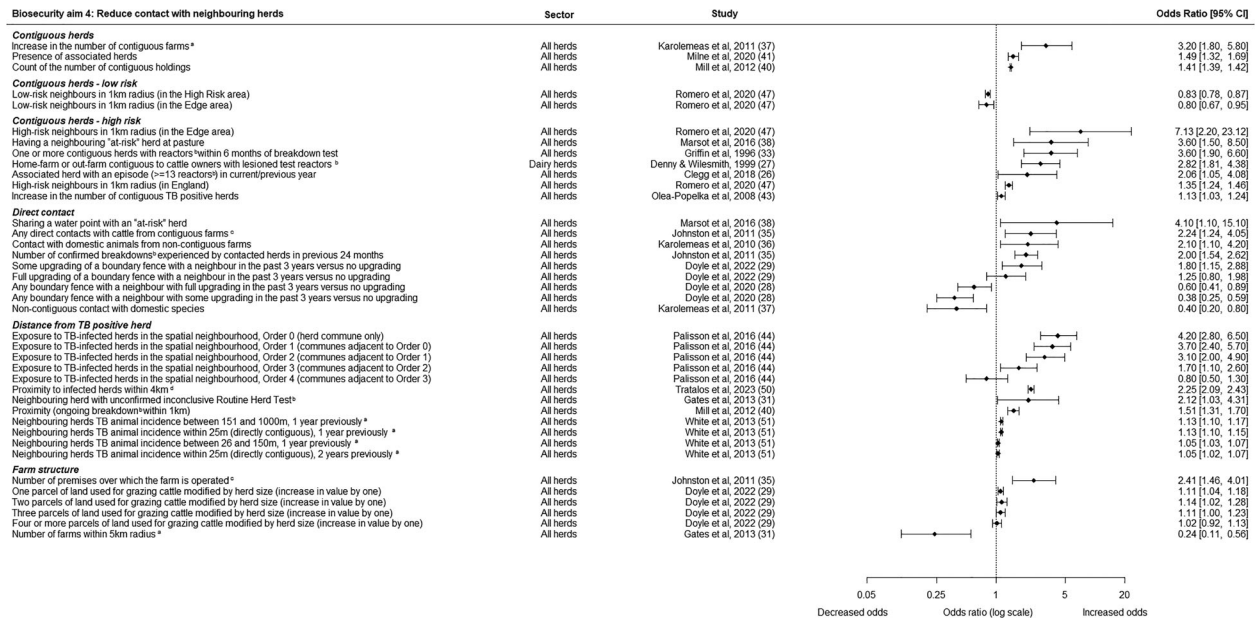 Biosecurity aim 4: Reduce contact with neighbouring herds Sector Study Odds Ratio [95% CI]
Contiguous herds
Increase in the number of contiguous farms ᵃ All herds Karolemeas, 2011 (37) 3.20 [1.80, 5.80]
Presence of associated herds All herds Milne, 2020 (41) 1.49 [1.32, 1.69]
Count of the number of contiguous holdings All herds Mill et al, 2012 (40) 1.41 [1.39, 1.42]
Contiguous herds - low risk
Low-risk neighbours in 1km radius (in the High Risk area) All herds Romero et al, 2020 (47) 0.83 [0.78, 0.87]
Low-risk neighbours in 1km radius (in the Edge area) All herds Romero et al, 2020 (47) 0.80 [0.67, 0.95]
Contiguous herds - high risk
High-risk neighbours in 1km radius (in the Edge area) All herds Romero et al, 2020 (47) 7.13 [2.20, 23.12]
Having a neighbouring "at-risk" herd at pasture All herds Marsot et al, 2016 (38) 3.60 [1.50, 8.50]
One or more contiguous herds with reactors ᵇwithin 6 months of breakdown test All herds Griffin et al, 1996 (33) 3.60 [1.90, 6.60]
Home-farm or out-farm contiguous to cattle owners with lesioned test reactors ᵇ Dairy herds Denny & Wilesmith, 1999 (27) 2.82 [1.81, 4.38]
Associated herd with an episode (>=13 reactorsᵇ) in current/previous year All herds Clegg et al, 2018 (26) 2.06 [1.05, 4.08]
High-risk neighbours in 1km radius (in England) All herds Romero et al, 2020 (47) 1.35 [1.24, 1.46]
Increase in the number of contiguous TB positive herds All herds Olea-Popelka et al, 2008 (43) 1.13 [1.03, 1.24]
Direct contact
Sharing a water point with an "at-risk" herd All herds Marsot et al, 2016 (38) 4.10 [1.10, 15.10]
Any direct contacts with cattle from contiguous farms ᶜ All herds Johnston et al, 2011 (35) 2.24 [1.24, 4.05]
Contact with domestic animals from non-contiguous farms All herds Karolemeas et al, 2010 (36) 2.10 [1.10, 4.20]
Number of confirmed breakdownsᵇ experienced by contacted herds in previous 24 months All herds Johnston et al, 2011 (35) 2.00 [1.54, 2.62]
Some upgrading of a boundary fence with a neighbour in the past 3 years versus no upgrading All herds Doyle et al, 2022 (29) 1.80 [1.15, 2.88]
Full upgrading of a boundary fence with a neighbour in the past 3 years versus no upgrading All herds Doyle et al, 2022 (29) 1.25 [0.80, 1.98]
Any boundary fence with a neighbour with full upgrading in the past 3 years versus no upgrading All herds Doyle et al, 2020 (28) 0.60 [0.41, 0.89]
Any boundary fence with a neighbour with some upgrading in the past 3 years versus no upgrading All herds Doyle et al, 2020 (28) 0.38 [0.25, 0.59]
Non-contiguous contact with domestic species All herds Karolemeas et al, 2011 (37) 0.40 [0.20, 0.80]
Distance from TB positive herd
Exposure to TB-infected herds in the spatial neighbourhood, Order 0 (herd commune only) All herds Palisson et al, 2016 (44) 4.20 [2.80, 6.50]
Exposure to TB-infected herds in the spatial neighbourhood, Order 1 (communes adjacent to Order 0) All herds Palisson et al, 2016 (44) 3.70 [2.40, 5.70]
Exposure to TB-infected herds in the spatial neighbourhood, Order 2 (communes adjacent to Order 1) All herds Palisson et al, 2016 (44) 3.10 [2.00, 4.90]
Exposure to TB-infected herds in the spatial neighbourhood, Order 3 (communes adjacent to Order 2) All herds Palisson et al, 2016 (44) 1.70 [1.10, 2.60]
Exposure to TB-infected herds in the spatial neighbourhood, Order 4 (communes adjacent to Order 3) All herds Palisson et al, 2016 (44) 0.80 [0.50, 1.30]
Proximity to infected herds within 4km ᵈ All herds Tratalos et al, 2023 (50) 2.25 [2.09, 2.43]
Neighbouring herd with unconfirmed inconclusive Routine Herd Testᵇ All herds Gates et al, 2013 (31) 2.12 [1.03, 4.31]
Proximity (ongoing breakdownᵇwithin 1km) All herds Mill et al, 2012 (40) 1.51 [1.31, 1.70]
Neighbouring herds TB animal incidence between 151 and 1000m, 1 year previously ᵃ All herds White et al, 2013 (51) 1.13 [1.10, 1.17]
Neighbouring herds TB animal incidence within 25m (directly contiguous), 1 year previously ᵃ All herds White et al, 2013 (51) 1.13 [1.10, 1.15]
Neighbouring herds TB animal incidence between 26 and 150m, 1 year previously ᵃ All herds White et al, 2013 (51) 1.05 [1.03, 1.07]
Neighbouring herds TB animal incidence within 25m (directly contiguous), 2 years previously ᵃ All herds White et al, 2013 (51) 1.05 [1.02, 1.07]
Farm structure
Number of premises over which the farm is operated ᶜ All herds Johnston et al, 2011 (35) 2.41 [1.46, 4.01]
One parcel of land used for grazing cattle modified by herd size (increase in value by one) All herds Doyle et al, 2022 (29) 1.11 [1.04, 1.18]
Two parcels of land used for grazing cattle modified by herd size (increase in value by one) All herds Doyle et al, 2022 (29) 1.14 [1.02, 1.28]
Three parcels of land used for grazing cattle modified by herd size (increase in value by one) All herds Doyle et al, 2022 (29) 1.11 [1.00, 1.23]
Four or more parcels of land used for grazing cattle modified by herd size (increase in value by one) All herds Doyle et al, 2022 (29) 1.02 [0.92, 1.13]
Number of farms within 5km radius ᵃ All herds Gates et al, 2013 (31) 0.24 [0.11, 0.56]
0.05 0.25 1 5 20
Decreased odds Odds ratio (log scale) Increased odds